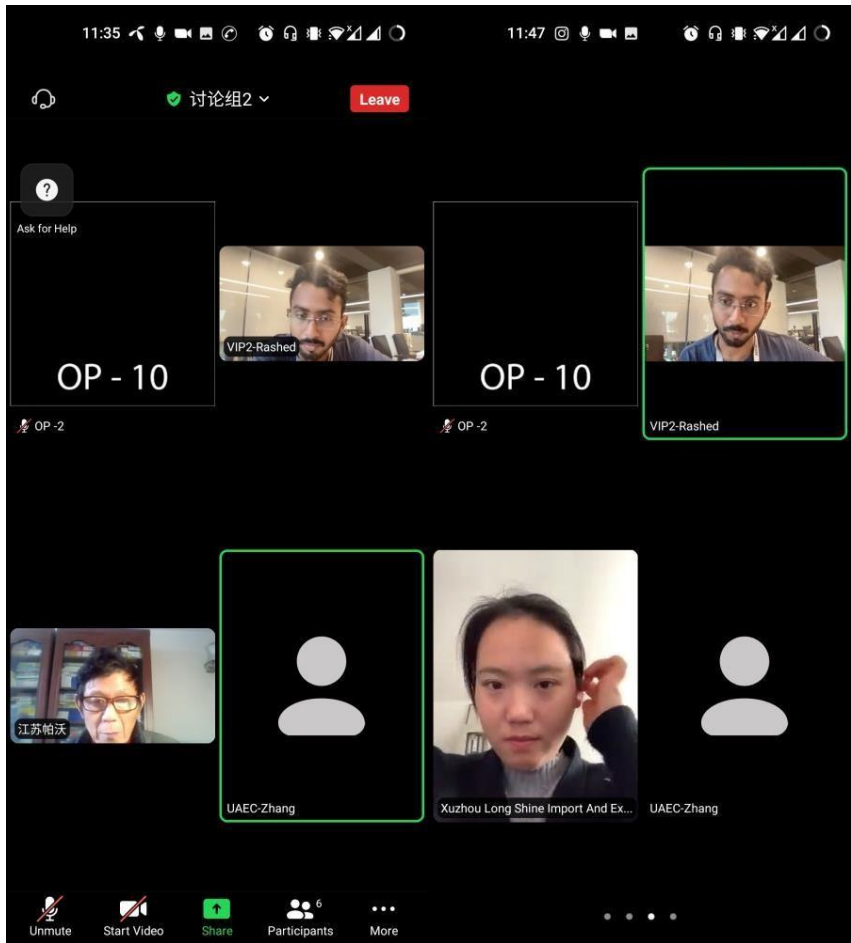 11:35
讨论组2
Leave
Ask for Help
OP - 10
OP -2
VIP2-Rashed
江苏帕沃
UAEC-Zhang
Unmute
Start Video
Share
Participants
6
More
11:47
OP - 10
OP -2
VIP2-Rashed
Xuzhou Long Shine Import And Ex...
UAEC-Zhang